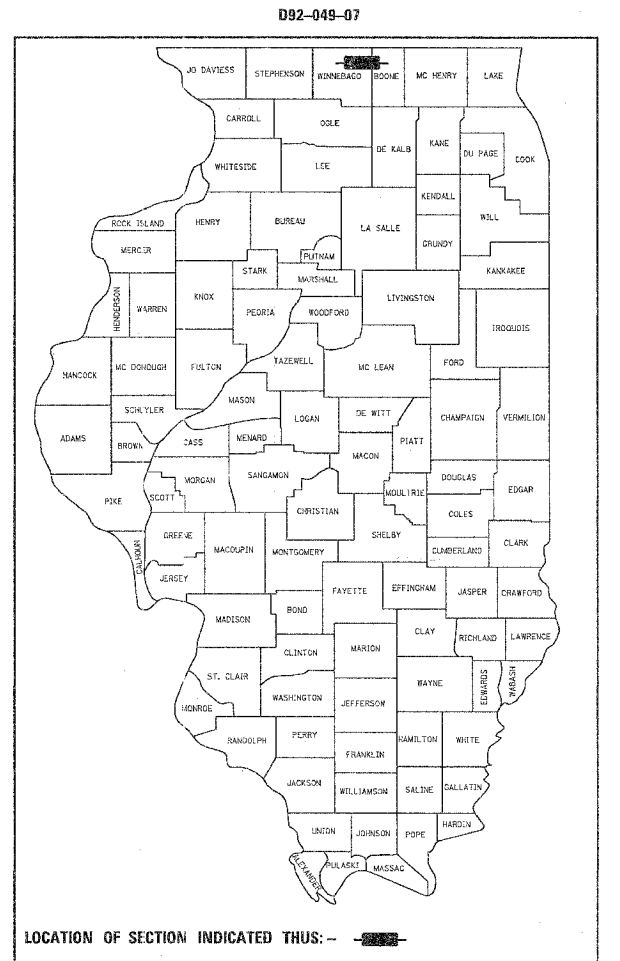 D92-049-07
JO DAVIESS
STEPHENSON
WINNEBAGO
BOONE
MC HENRY
LAKE
CARROLL
OGLE
DE KALB
KANE
DU PAGE
COOK
WHITESIDE
LEE
KENDALL
WILL
ROCK ISLAND
HENRY
BUREAU
LA SALLE
GRUNDY
MERCER
PUTNAM
STARK
MARSHALL
KANKAKEE
HENDERSON
WARREN
KNOX
PEORIA
WOODFORD
LIVINGSTON
IROQUOIS
HANCOCK
MC DONOUGH
FULTON
TAZEWELL
MC LEAN
FORD
MASON
SCHUYLER
LOGAN
DE WITT
CHAMPAIGN
VERMILION
ADAMS
BROWN
CASS
MENARD
PIATT
MACON
MORGAN
SANGAMON
DOUGLAS
EDGAR
PIKE
SCOTT
MOULTRIE
CHRISTIAN
COLES
CALHOUN
GREENE
MACOUPIN
MONTGOMERY
SHELBY
CUMBERLAND
CLARK
JERSEY
FAYETTE
EFFINGHAM
JASPER
CRAWFORD
MADISON
BOND
CLAY
RICHLAND
LAWRENCE
CLINTON
MARION
ST. CLAIR
WAYNE
EDWARDS
WABASH
WASHINGTON
JEFFERSON
MONROE
RANDOLPH
PERRY
HAMILTON
WHITE
FRANKLIN
JACKSON
WILLIAMSON
SALINE
GALLATIN
UNION
JOHNSON
POPE
HARDIN
ALEXANDER
PULASKI
MASSAC
LOCATION OF SECTION INDICATED THUS: -